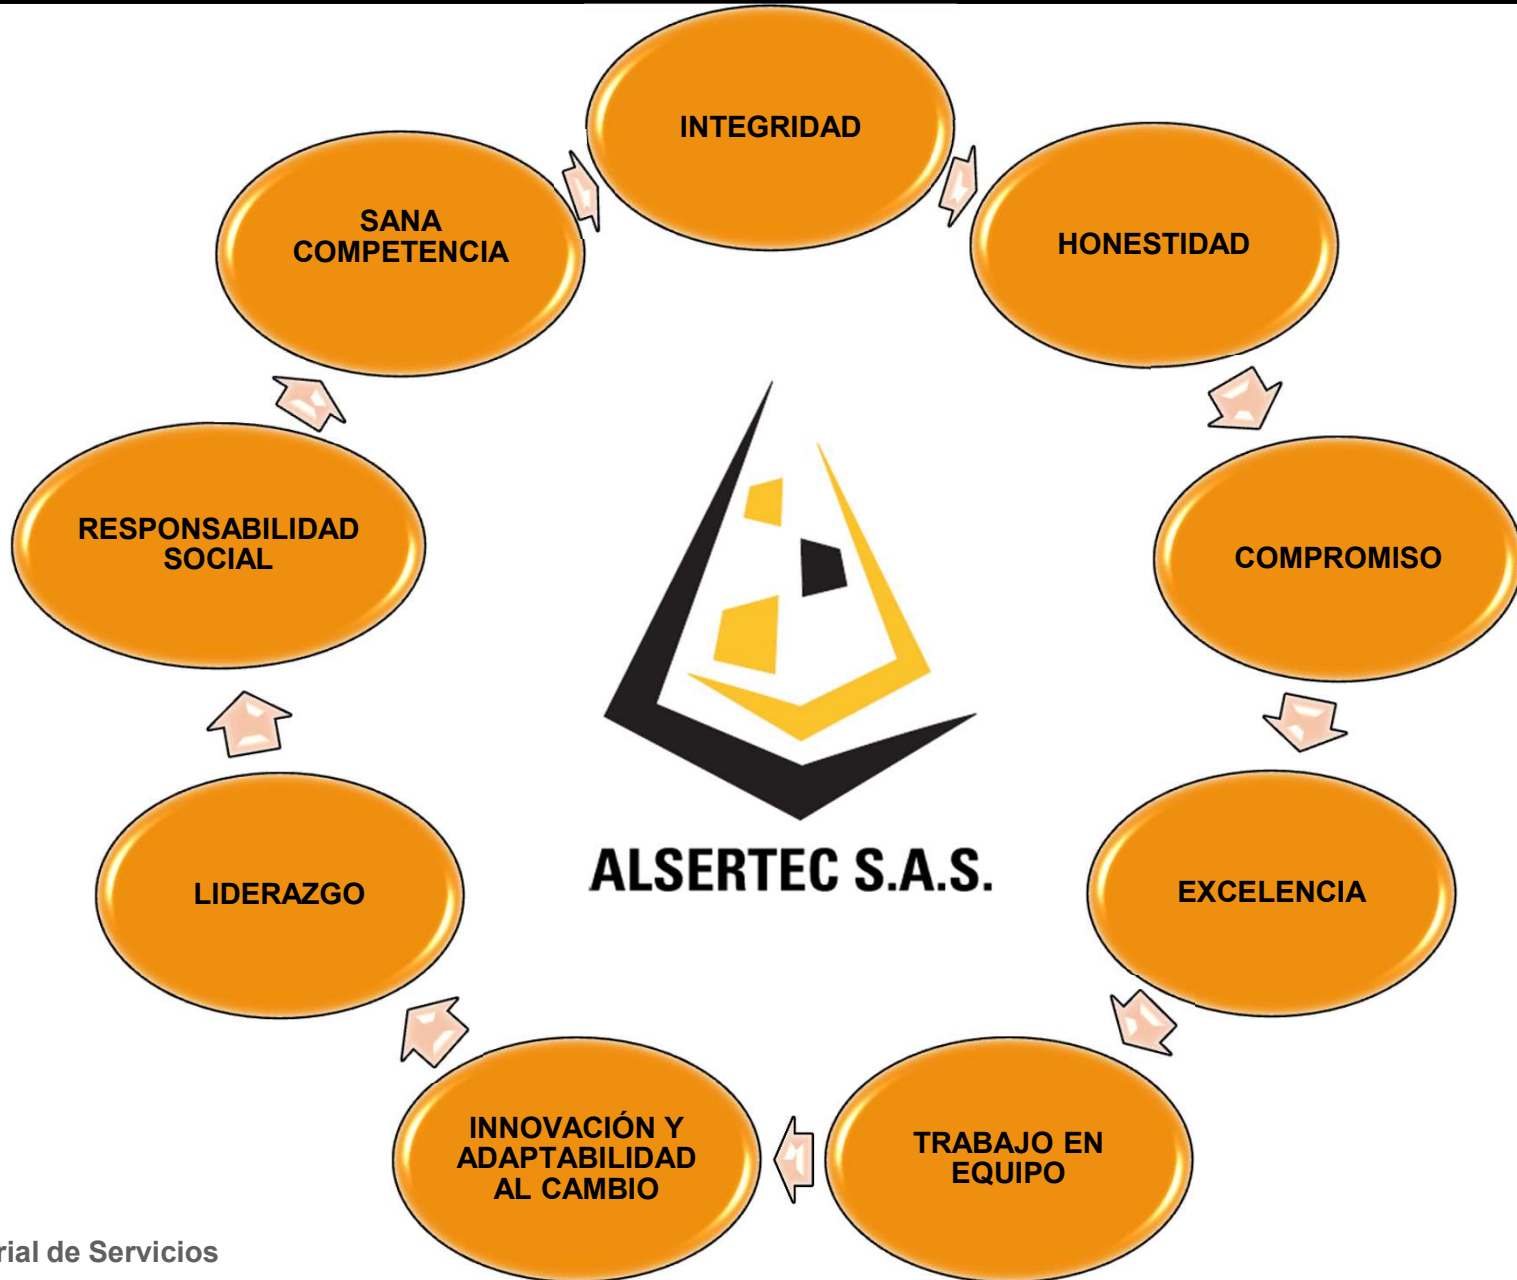 INTEGRIDAD
HONESTIDAD
COMPROMISO
EXCELENCIA
TRABAJO EN
EQUIPO
INNOVACIÓN Y
ADAPTABILIDAD
AL CAMBIO
LIDERAZGO
RESPONSABILIDAD
SOCIAL
SANA
COMPETENCIA
ALSERTEC S.A.S.
rial de Servicios